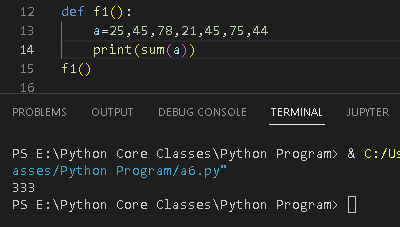 12 def f1():
13     a=25,45,78,21,45,75,44
14     print(sum(a))
15 f1()
16
PROBLEMS OUTPUT DEBUG CONSOLE TERMINAL JUPYTER
PS E:\Python Core Classes\Python Program> & C:/Us
asses/Python Program/a6.py"
333
PS E:\Python Core Classes\Python Program>